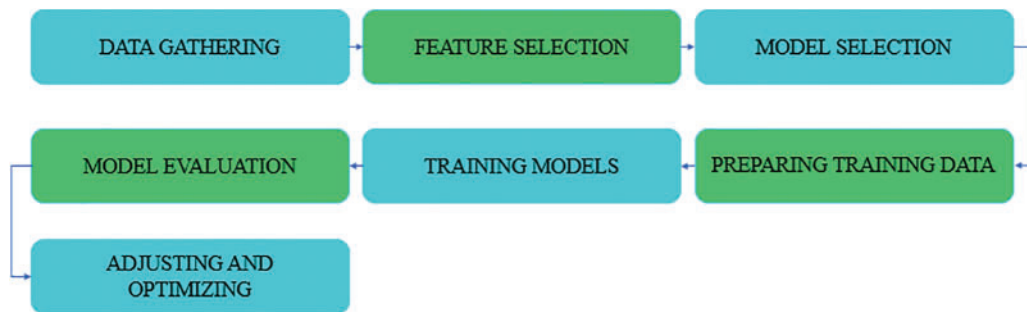 DATA GATHERING
FEATURE SELECTION
MODEL SELECTION
PREPARING TRAINING DATA
TRAINING MODELS
MODEL EVALUATION
ADJUSTING AND
OPTIMIZING